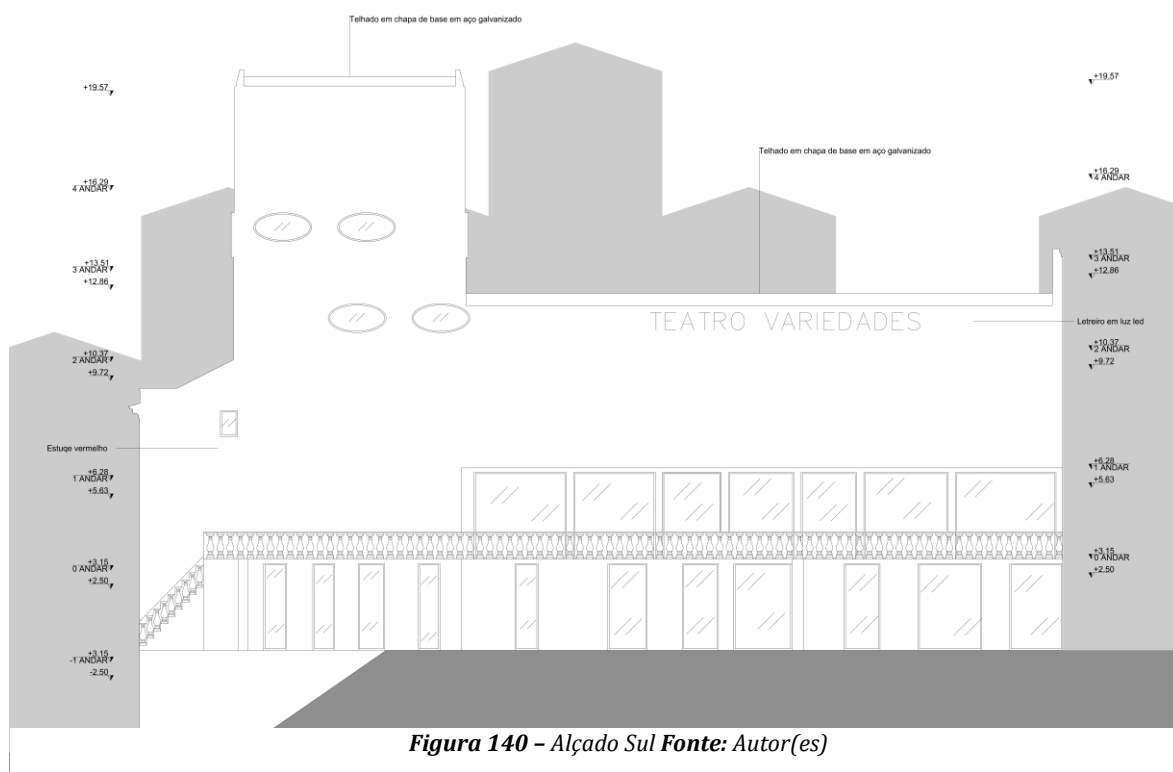 Telhado em chapa de base em aço galvanizado
+19.57
+19.57
Telhado em chapa de base em aço galvanizado
+16.29
4 ANDAR
+16.29
4 ANDAR
+13.51
3 ANDAR
+12.86
+13.51
3 ANDAR
+12.86
TEATRO VARIEDADES
Letreiro em luz led
+10.37
2 ANDAR
+9.72
+10.37
2 ANDAR
+9.72
Estuqe vermelho
+6.28
1 ANDAR
+5.63
+6.28
1 ANDAR
+5.63
+3.15
0 ANDAR
+2.50
+3.15
0 ANDAR
+2.50
+3.15
-1 ANDAR
-2.50
Figura 140 – Alçado Sul Fonte: Autor(es)